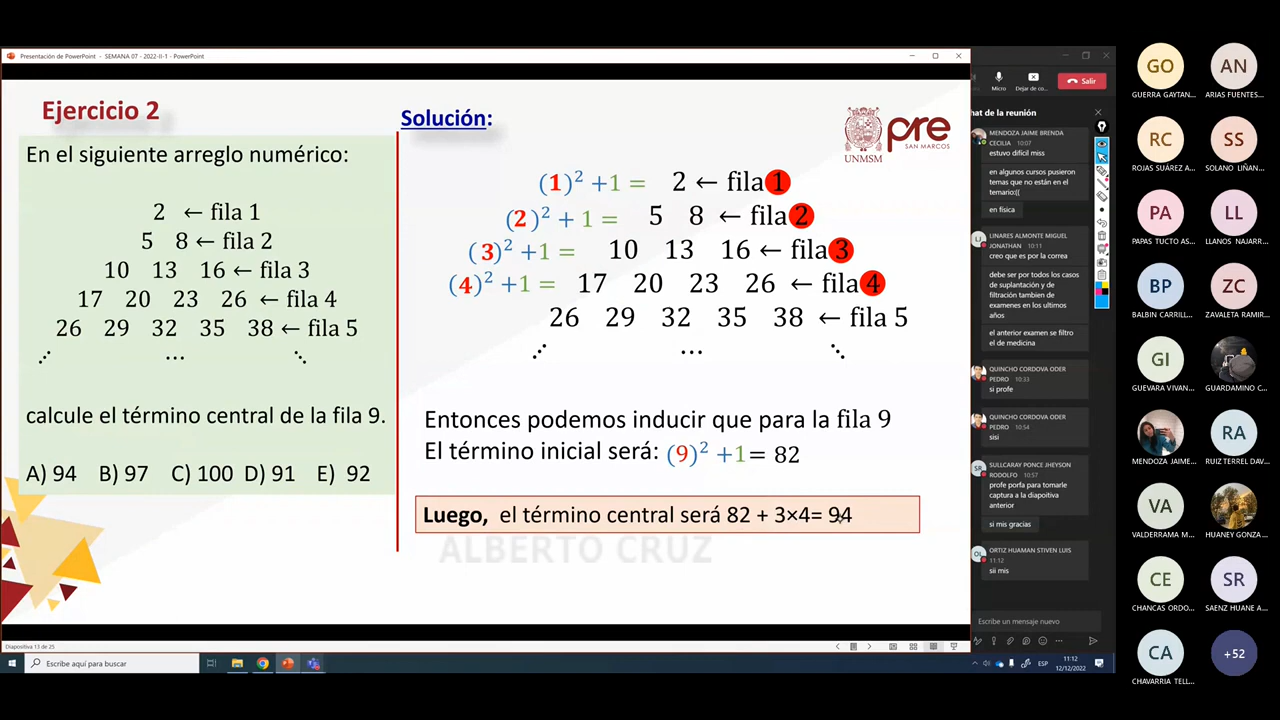 Presentación de PowerPoint - SEMANA 07 - 2022-II-1 - PowerPoint
Ejercicio 2
En el siguiente arreglo numérico:
2 ← fila 1
5 8 ← fila 2
10 13 16 ← fila 3
17 20 23 26 ← fila 4
26 29 32 35 38 ← fila 5
⋰ ⋯ ⋱
calcule el término central de la fila 9.
A) 94 B) 97 C) 100 D) 91 E) 92
Solución:
UNMSM
pre
SAN MARCOS
(1)² +1 = 2 ← fila 1
(2)² + 1 = 5 8 ← fila 2
(3)² +1 = 10 13 16 ← fila 3
(4)² +1 = 17 20 23 26 ← fila 4
26 29 32 35 38 ← fila 5
⋰ ⋯ ⋱
Entonces podemos inducir que para la fila 9
El término inicial será: (9)² +1 = 82
Luego, el término central será 82 + 3×4= 94
ALBERTO CRUZ
Diapositiva 13 de 25
Escribe aquí para buscar
Micro
Dejar de co...
Salir
hat de la reunión
MENDOZA JAIME BRENDA
CECILIA 10:07
estuvo difícil miss
en algunos cursos pusieron
temas que no están en el
temario:((
en física
LINARES ALMONTE MIGUEL
JONATHAN 10:11
creo que es por la correa
debe ser por todos los casos
de suplantación y de
filtración tambien de
examenes en los ultimos
años
el anterior examen se filtro
el de medicina
QUINCHO CORDOVA ODER
PEDRO 10:33
si profe
QUINCHO CORDOVA ODER
PEDRO 10:54
sisi
SR
SULLCARAY PONCE JHEYSON
RODOLFO 10:57
profe porfa para tomarle
captura a la diapoitiva
anterior
si mis gracias
ORTIZ HUAMAN STIVEN LUIS
11:12
sii mis
Escribe un mensaje nuevo
ESP
11:12
12/12/2022
GO AN
GUERRA GAYTAN... ARIAS FUENTES...
RC SS
ROJAS SUÁREZ A... SOLANO LIÑAN...
PA LL
PAPAS TUCTO AS... LLANOS NAJARR...
BP ZC
BALBIN CARRILL... ZAVALETA RAMIR...
GI
GUEVARA VIVAN... GUARDAMINO C...
RA
MENDOZA JAIME... RUIZ TERREL DAV...
VA
VALDERRAMA M... HUANEY GONZA...
CE SR
CHANCAS ORDO... SAENZ HUANE A...
CA +52
CHAVARRIA TELL...